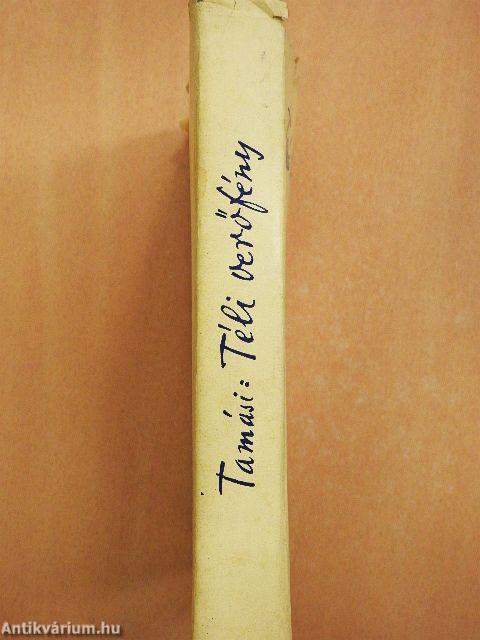 Tamási: Téli verőfény
Antikvárium.hu